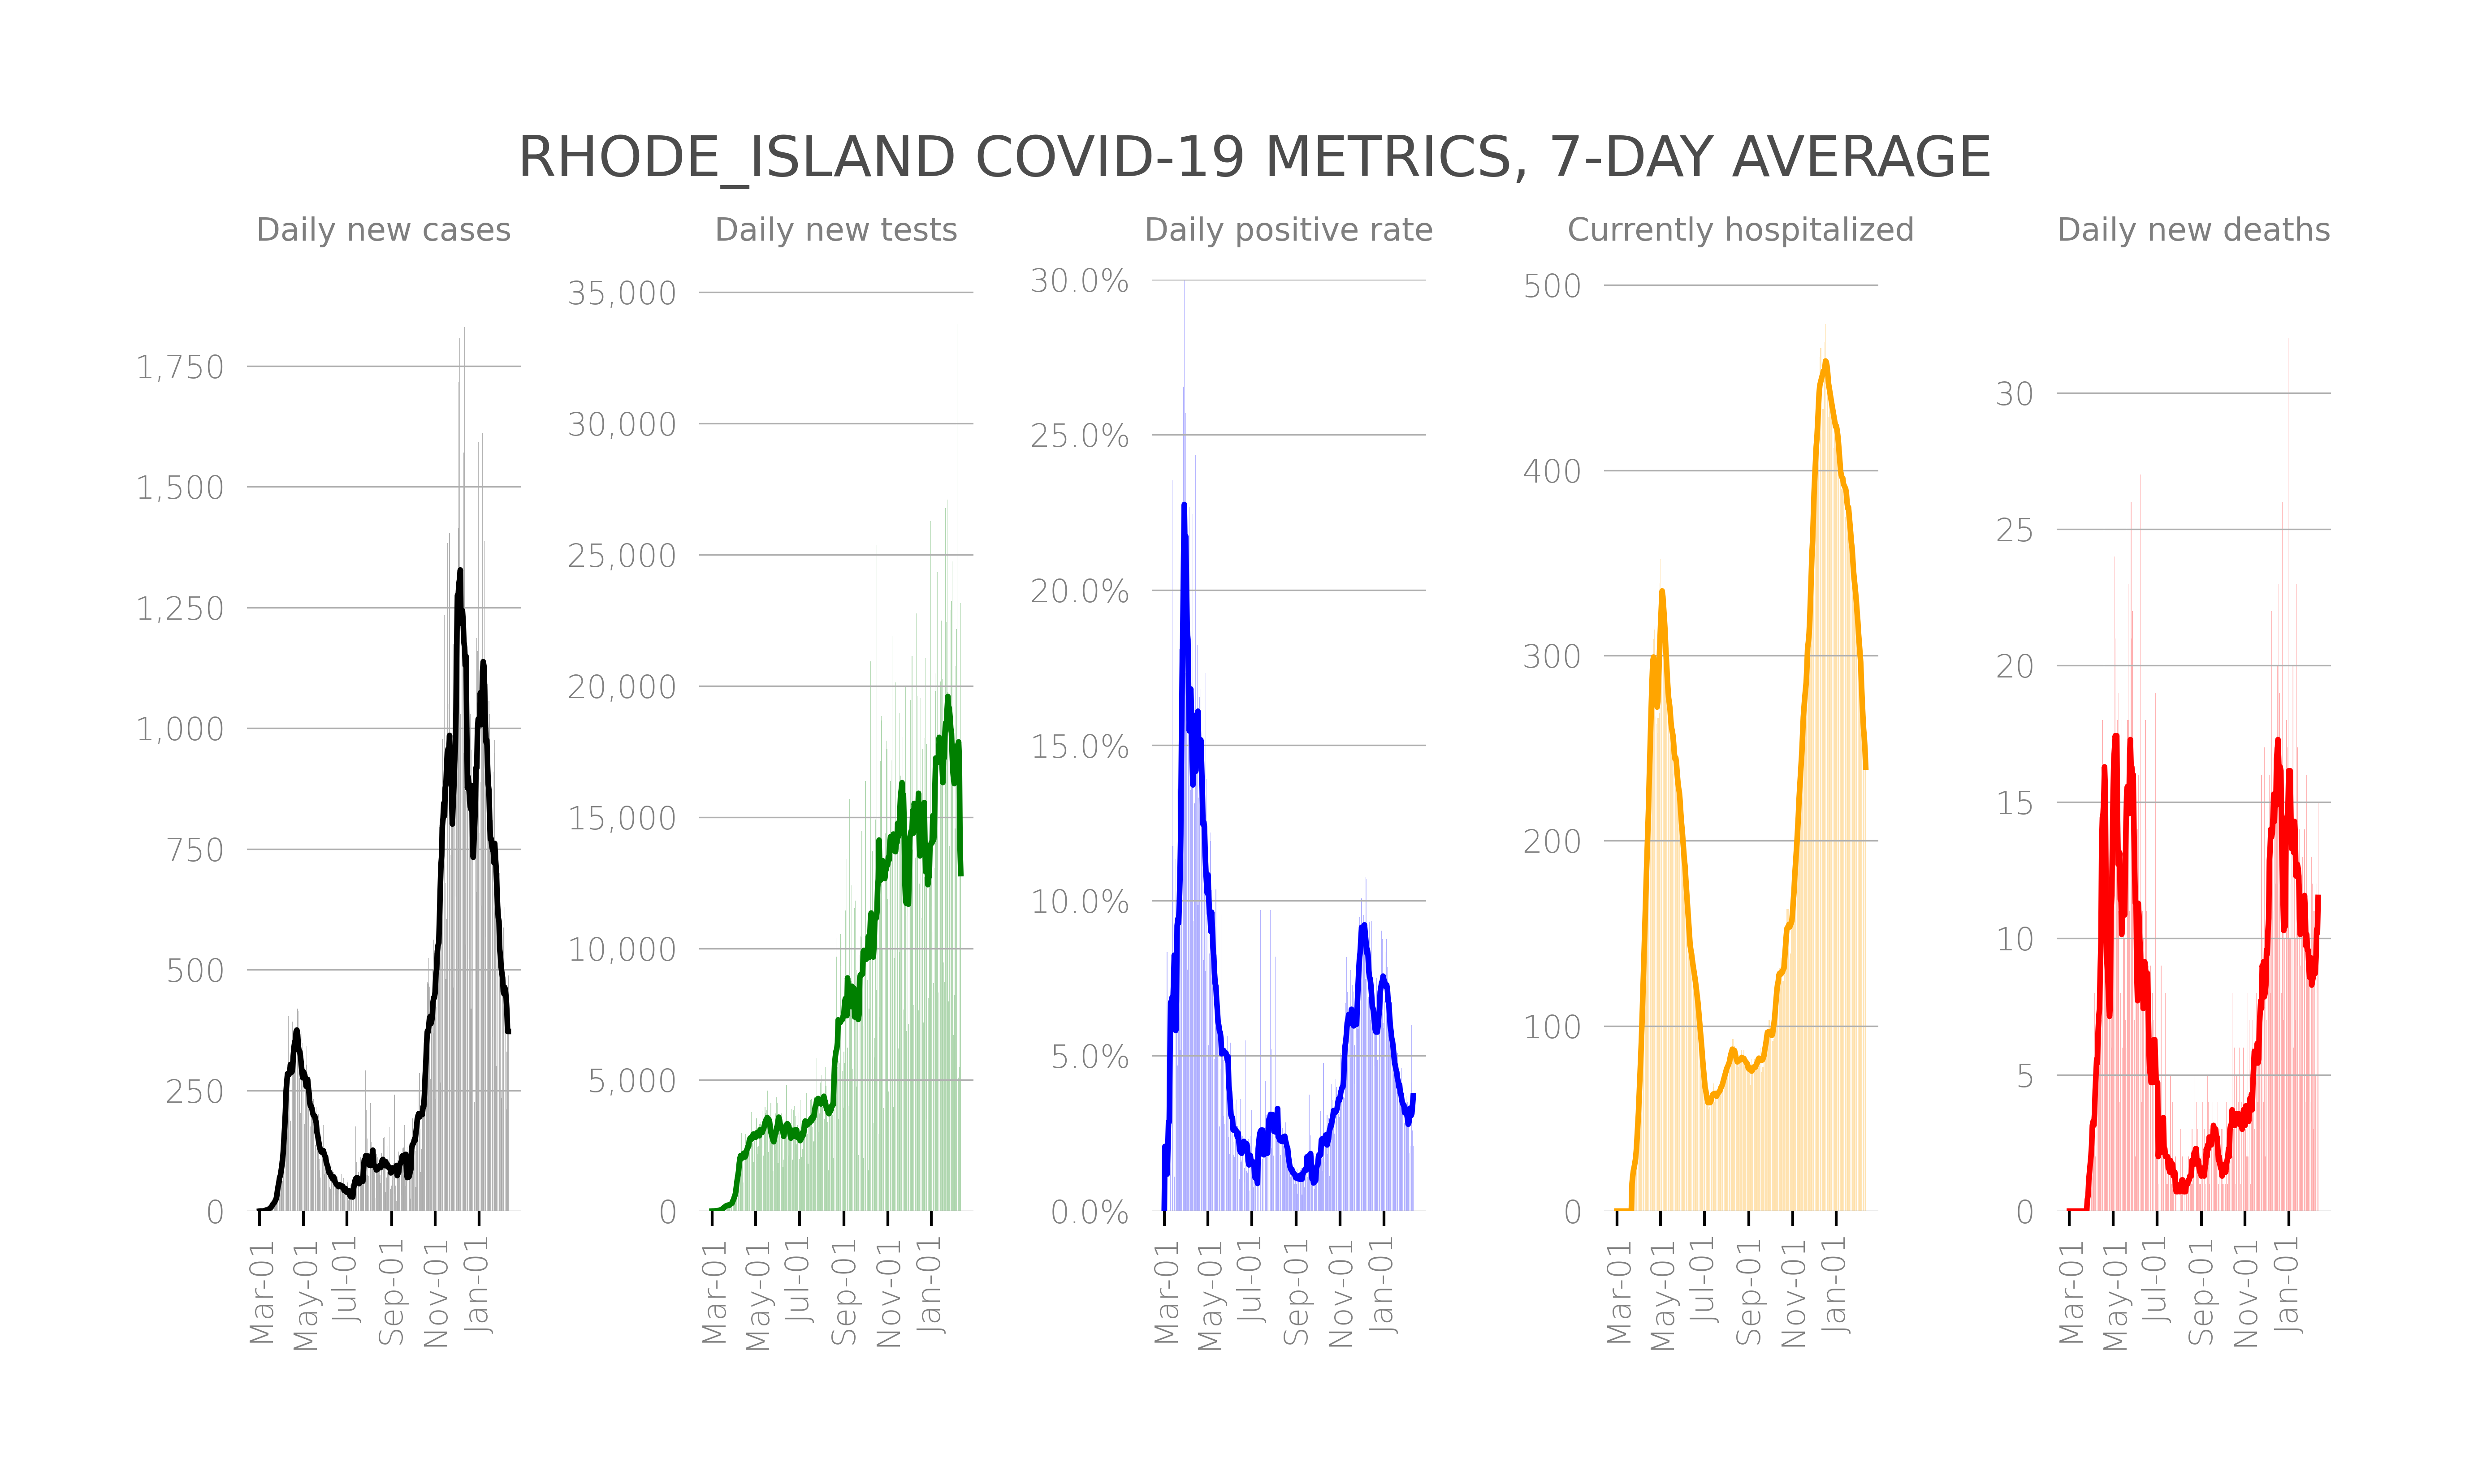 RHODE_ISLAND COVID-19 METRICS, 7-DAY AVERAGE
Daily new cases
1,750
1,500
1,250
1,000
750
500
250
0
Mar-01
May-01
Jul-01
Sep-01
Nov-01
Jan-01
Daily new tests
35,000
30,000
25,000
20,000
15,000
10,000
5,000
0
Mar-01
May-01
Jul-01
Sep-01
Nov-01
Jan-01
Daily positive rate
30.0%
25.0%
20.0%
15.0%
10.0%
5.0%
0.0%
Mar-01
May-01
Jul-01
Sep-01
Nov-01
Jan-01
Currently hospitalized
500
400
300
200
100
0
Mar-01
May-01
Jul-01
Sep-01
Nov-01
Jan-01
Daily new deaths
30
25
20
15
10
5
0
Mar-01
May-01
Jul-01
Sep-01
Nov-01
Jan-01